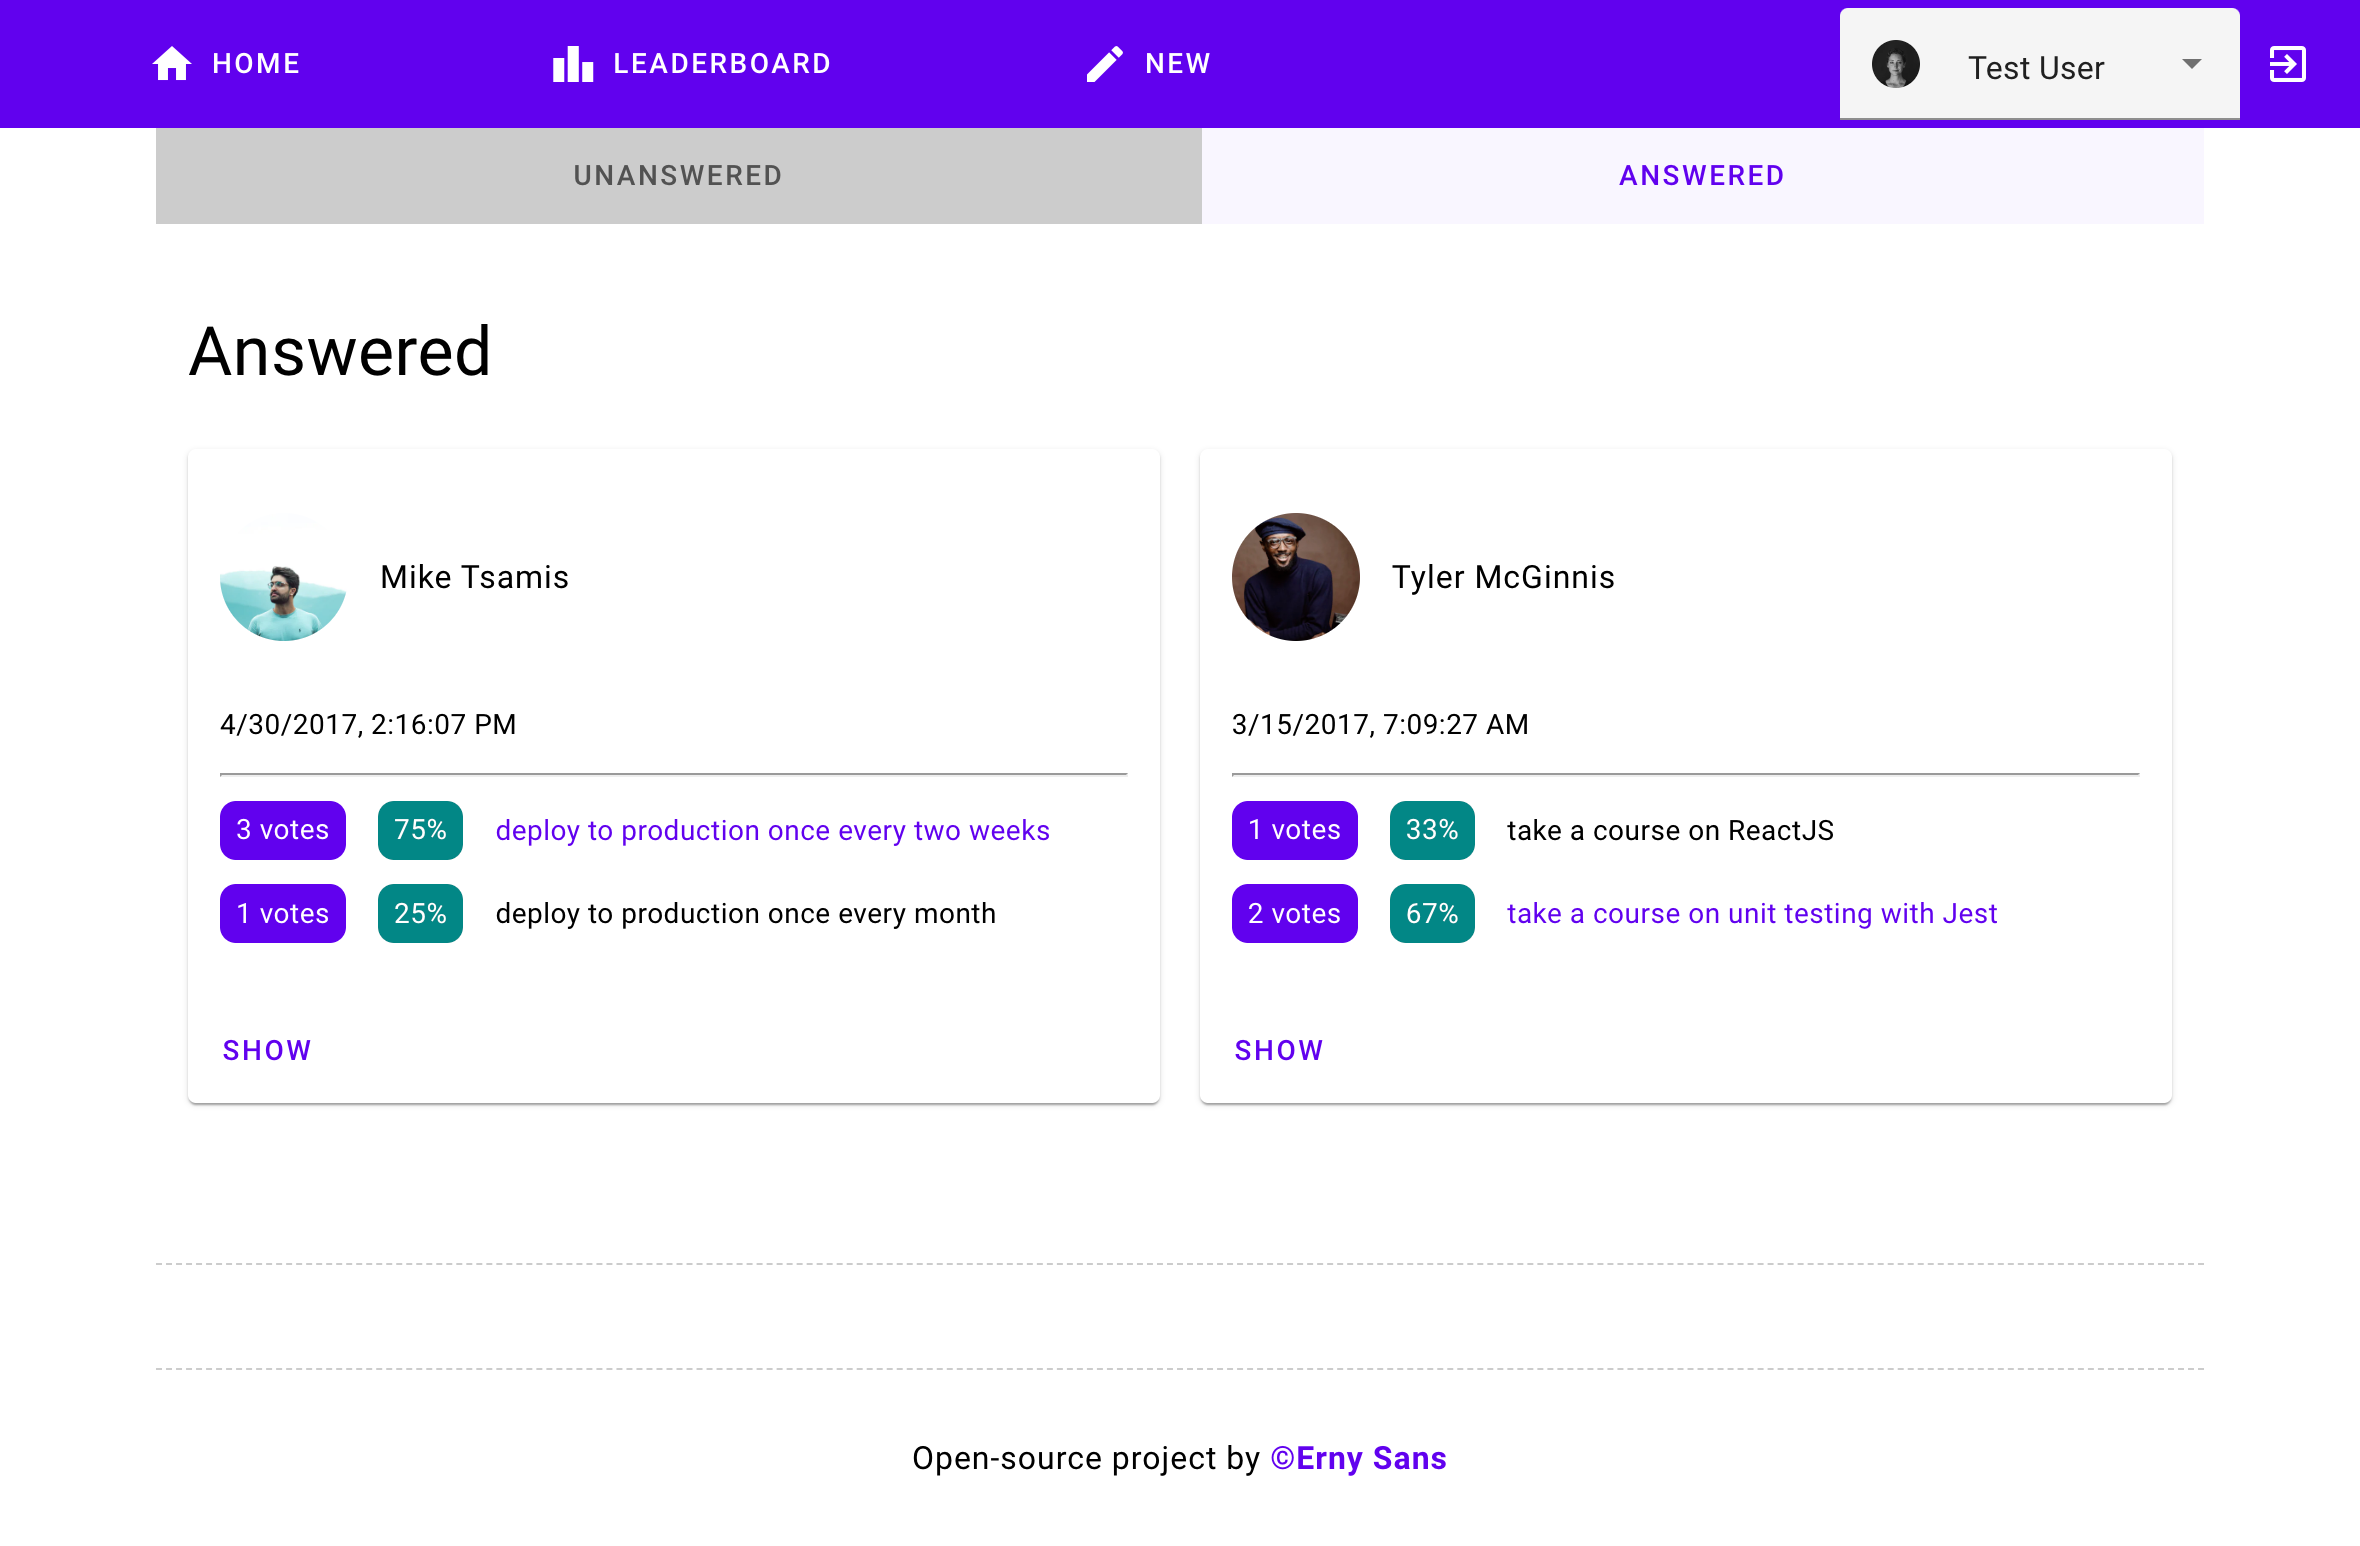 HOME LEADERBOARD NEW Test User
UNANSWERED ANSWERED
Answered
Mike Tsamis
4/30/2017, 2:16:07 PM
3 votes 75% deploy to production once every two weeks
1 votes 25% deploy to production once every month
SHOW
Tyler McGinnis
3/15/2017, 7:09:27 AM
1 votes 33% take a course on ReactJS
2 votes 67% take a course on unit testing with Jest
SHOW
Open-source project by ©Erny Sans